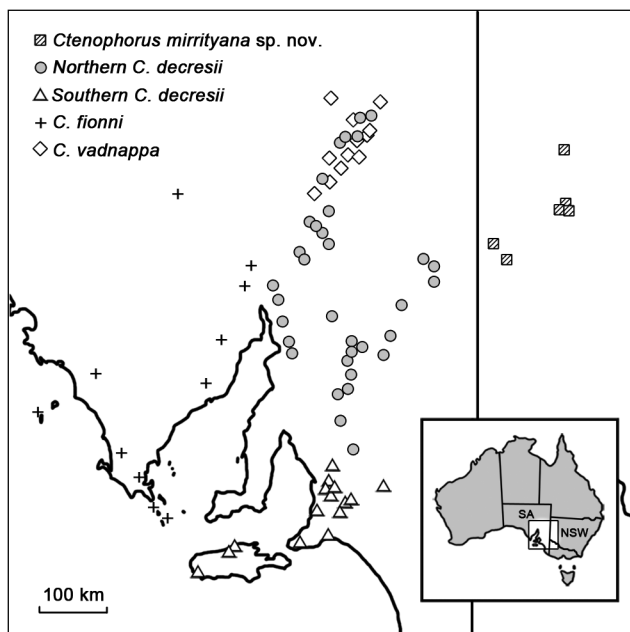 Ctenophorus mirrityana sp. nov.
Northern C. decresii
Southern C. decresii
C. fionni
C. vadnappa
SA
NSW
100 km